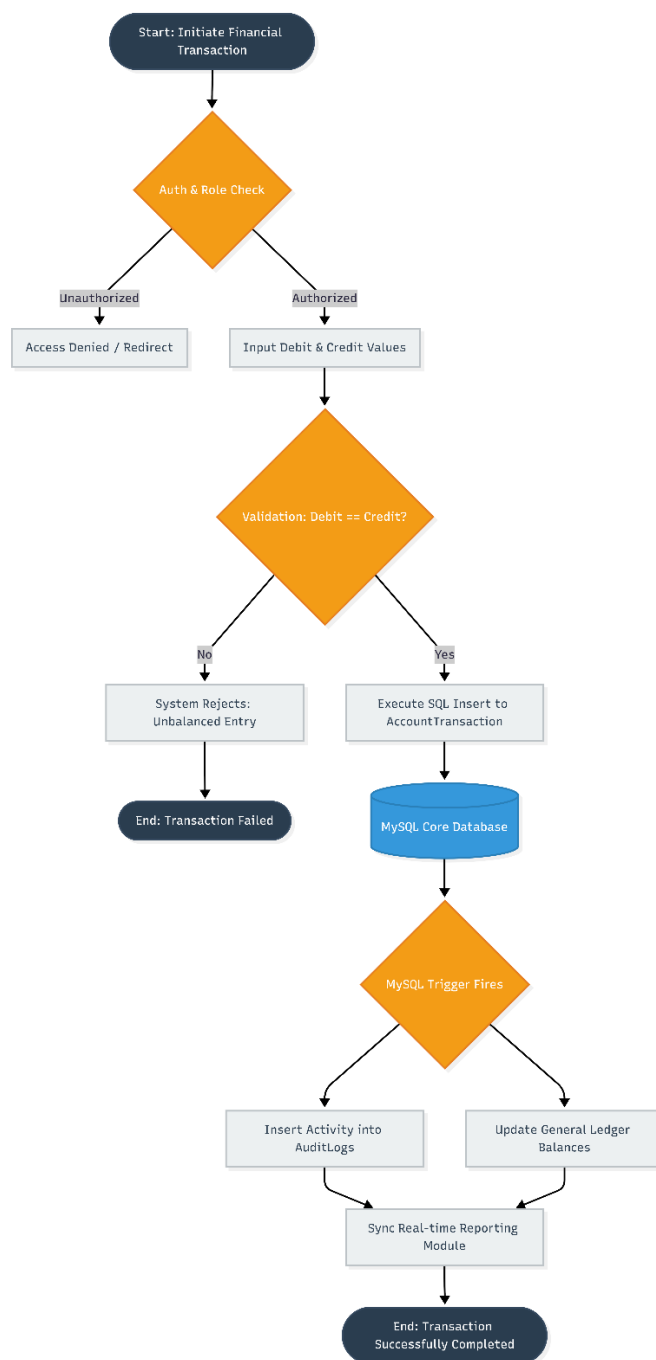 Start: Initiate Financial
Transaction
Auth & Role Check
Unauthorized
Authorized
Access Denied / Redirect
Input Debit & Credit Values
Validation: Debit == Credit?
No
Yes
System Rejects:
Unbalanced Entry
Execute SQL Insert to
AccountTransaction
End: Transaction Failed
MySQL Core Database
MySQL Trigger Fires
Insert Activity into
AuditLogs
Update General Ledger
Balances
Sync Real-time Reporting
Module
End: Transaction
Successfully Completed